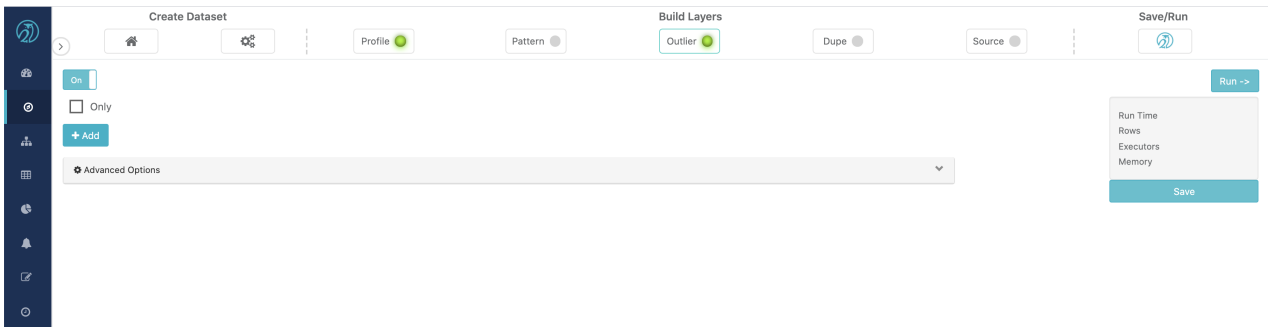 Create Dataset
Build Layers
Save/Run
Profile
Pattern
Outlier
Dupe
Source
On
Run ->
Only
+ Add
Run Time
Rows
Executors
Memory
Advanced Options
Save